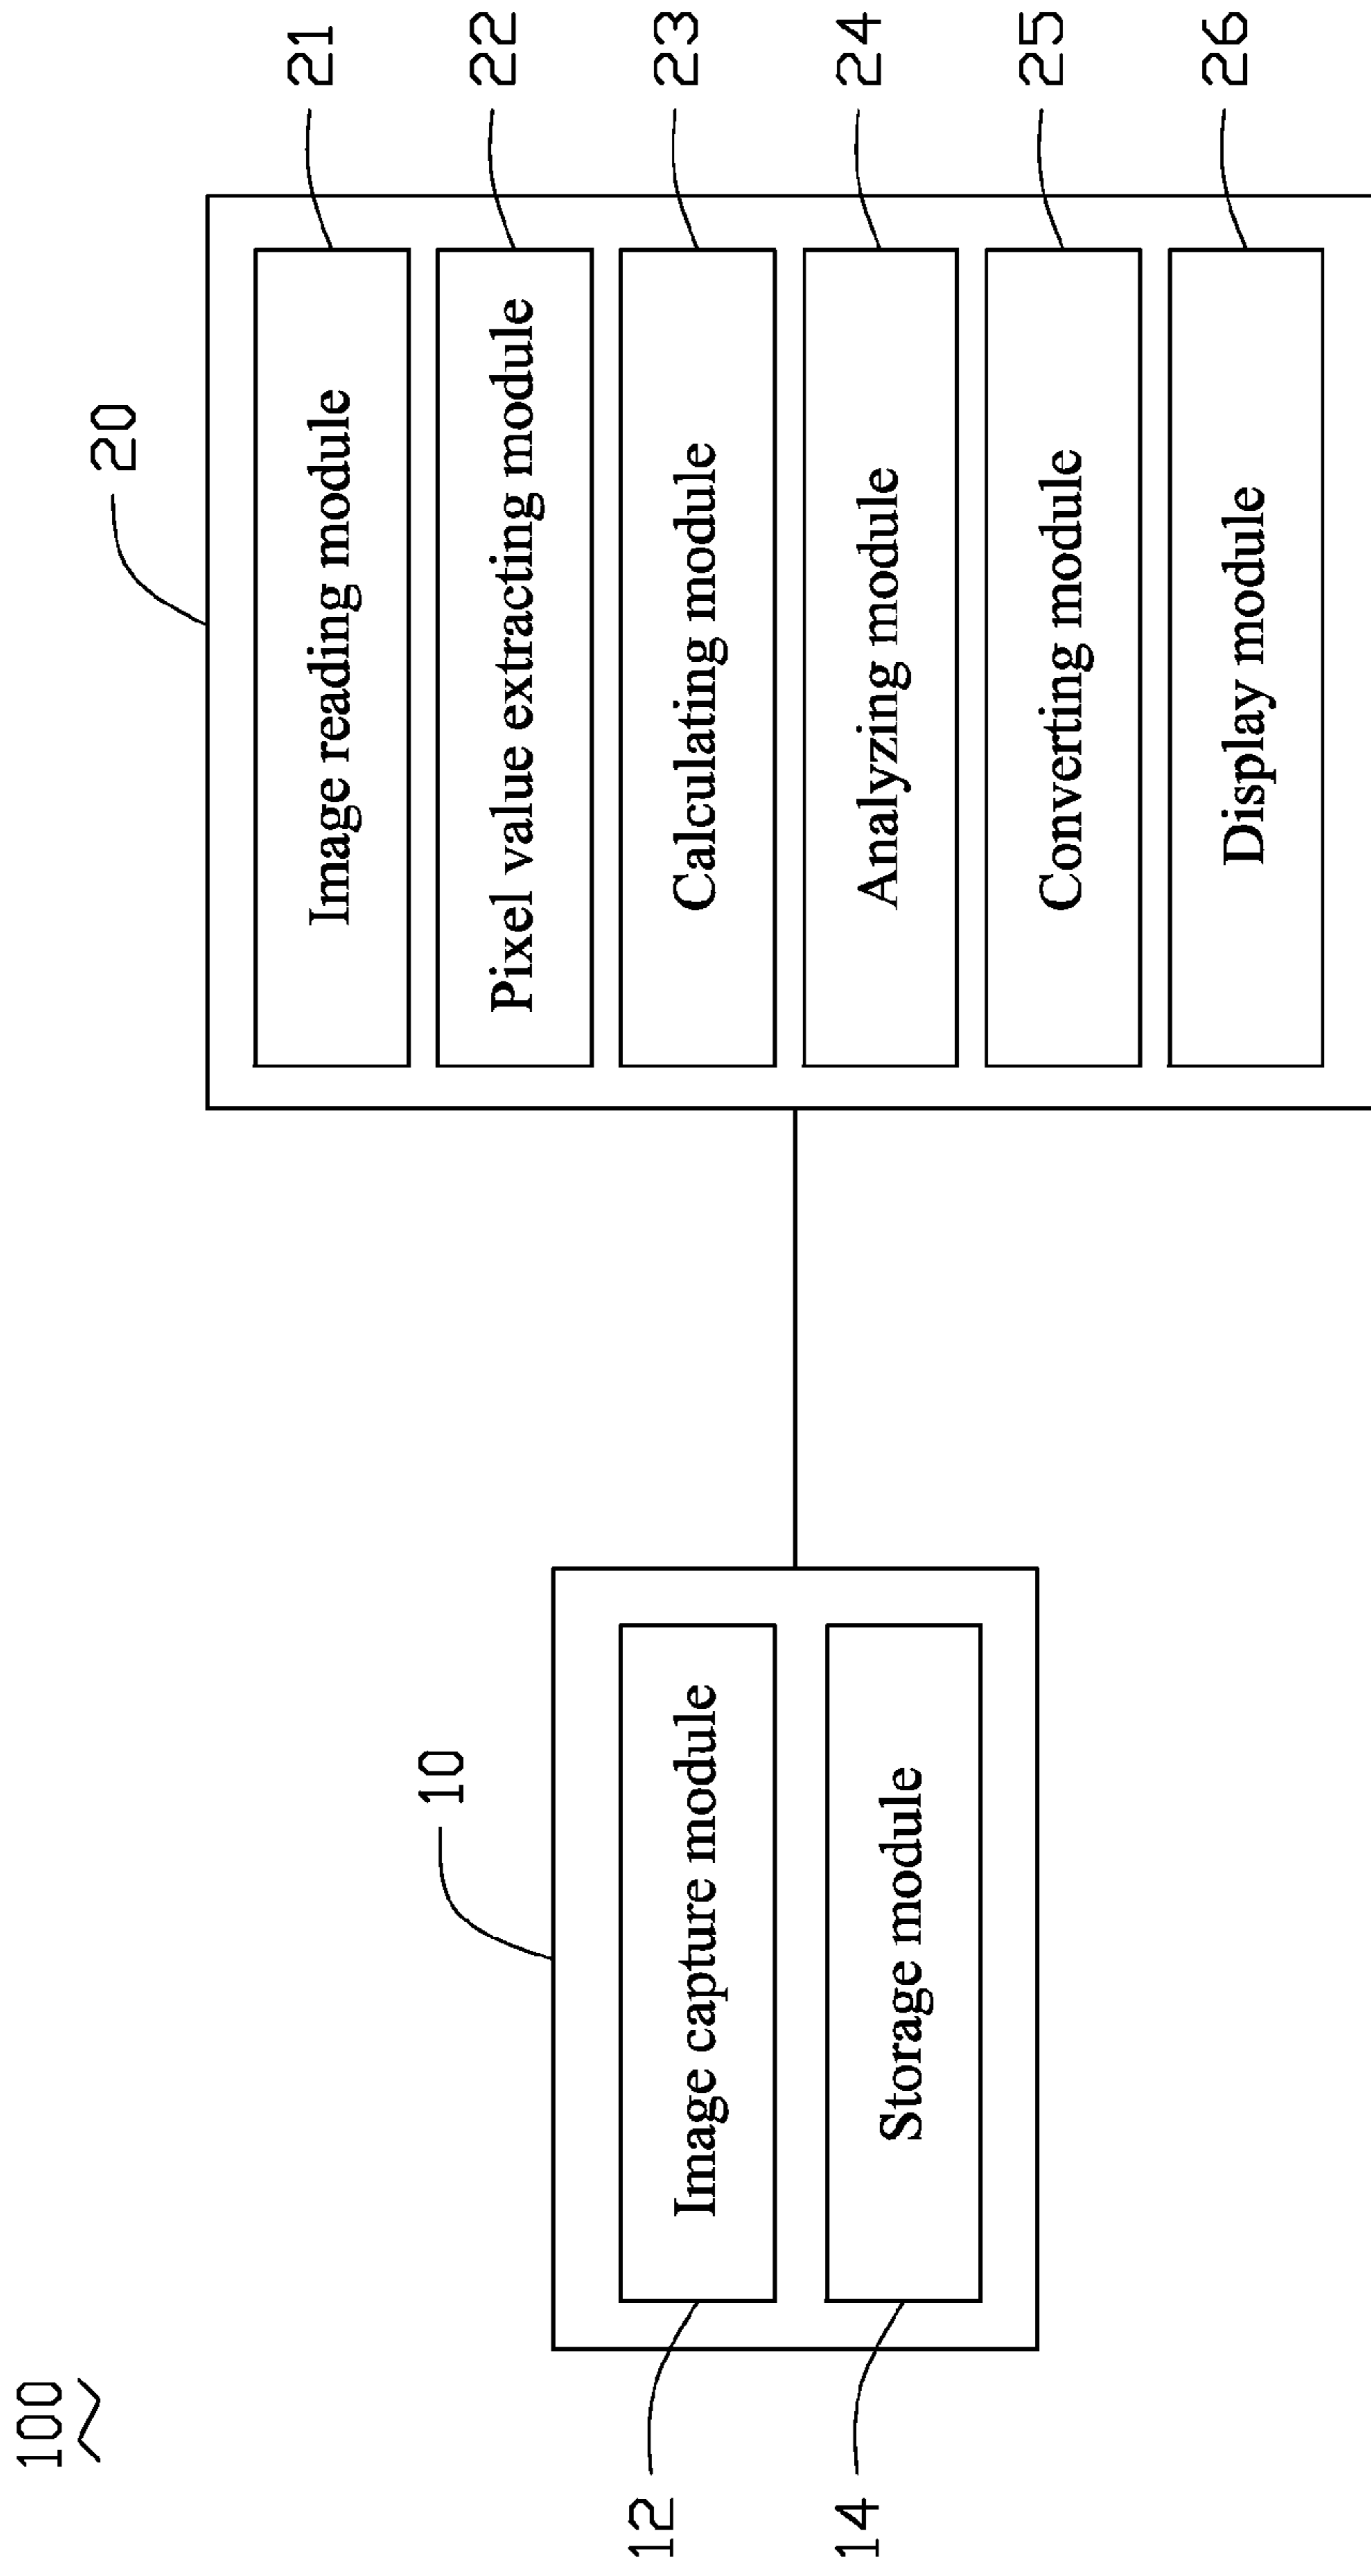 100
10
12
Image capture module
14
Storage module
20
Image reading module
21
Pixel value extracting module
22
Calculating module
23
Analyzing module
24
Converting module
25
Display module
26